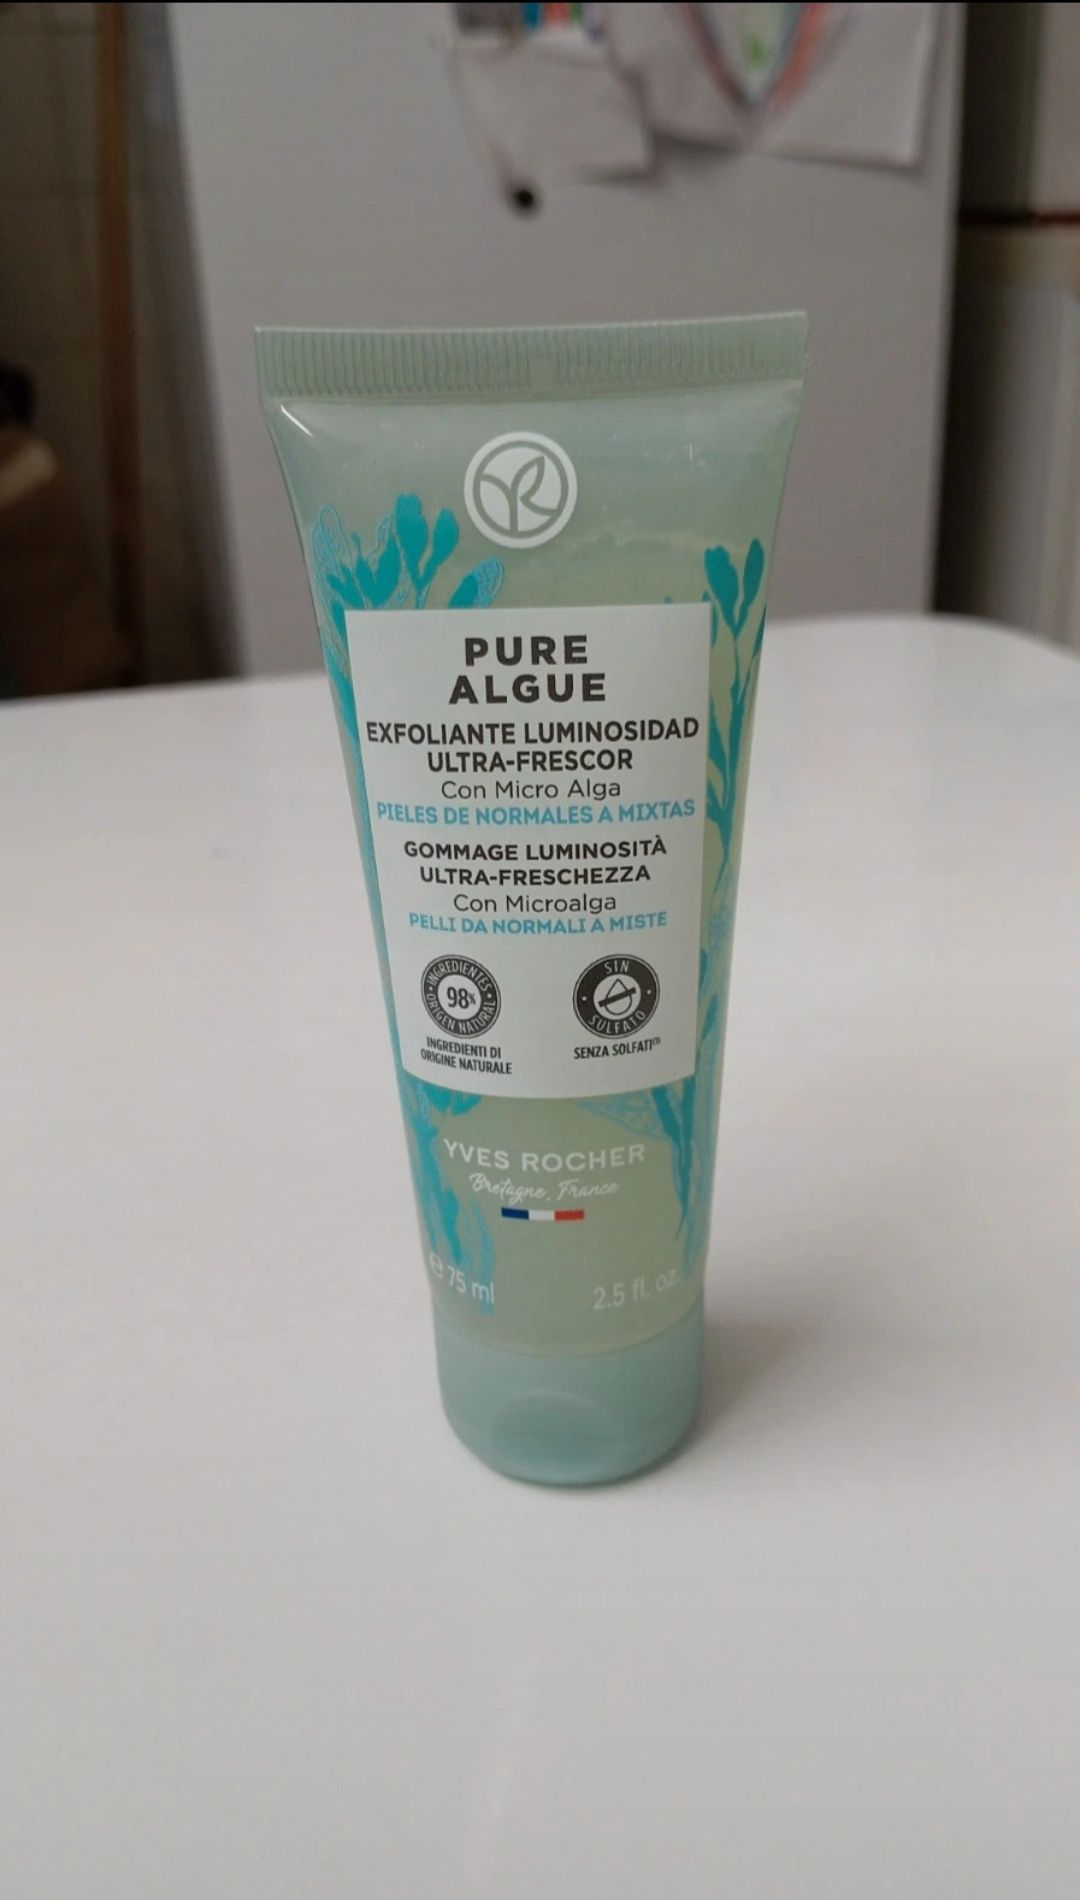 PURE
ALGUE
EXFOLIANTE LUMINOSIDAD
ULTRA-FRESCOR
Con Micro Alga
PIELES DE NORMALES A MIXTAS
GOMMAGE LUMINOSITÀ
ULTRA-FRESCHEZZA
Con Microalga
PELLI DA NORMALI A MISTE
INGREDIENTES
98%
ORIGEN NATURAL
INGREDIENTI DI
ORIGINE NATURALE
SIN
SULFATO
SENZA SOLFATI(1)
YVES ROCHER
Bretagne, France
℮ 75 ml
2.5 fl. oz.